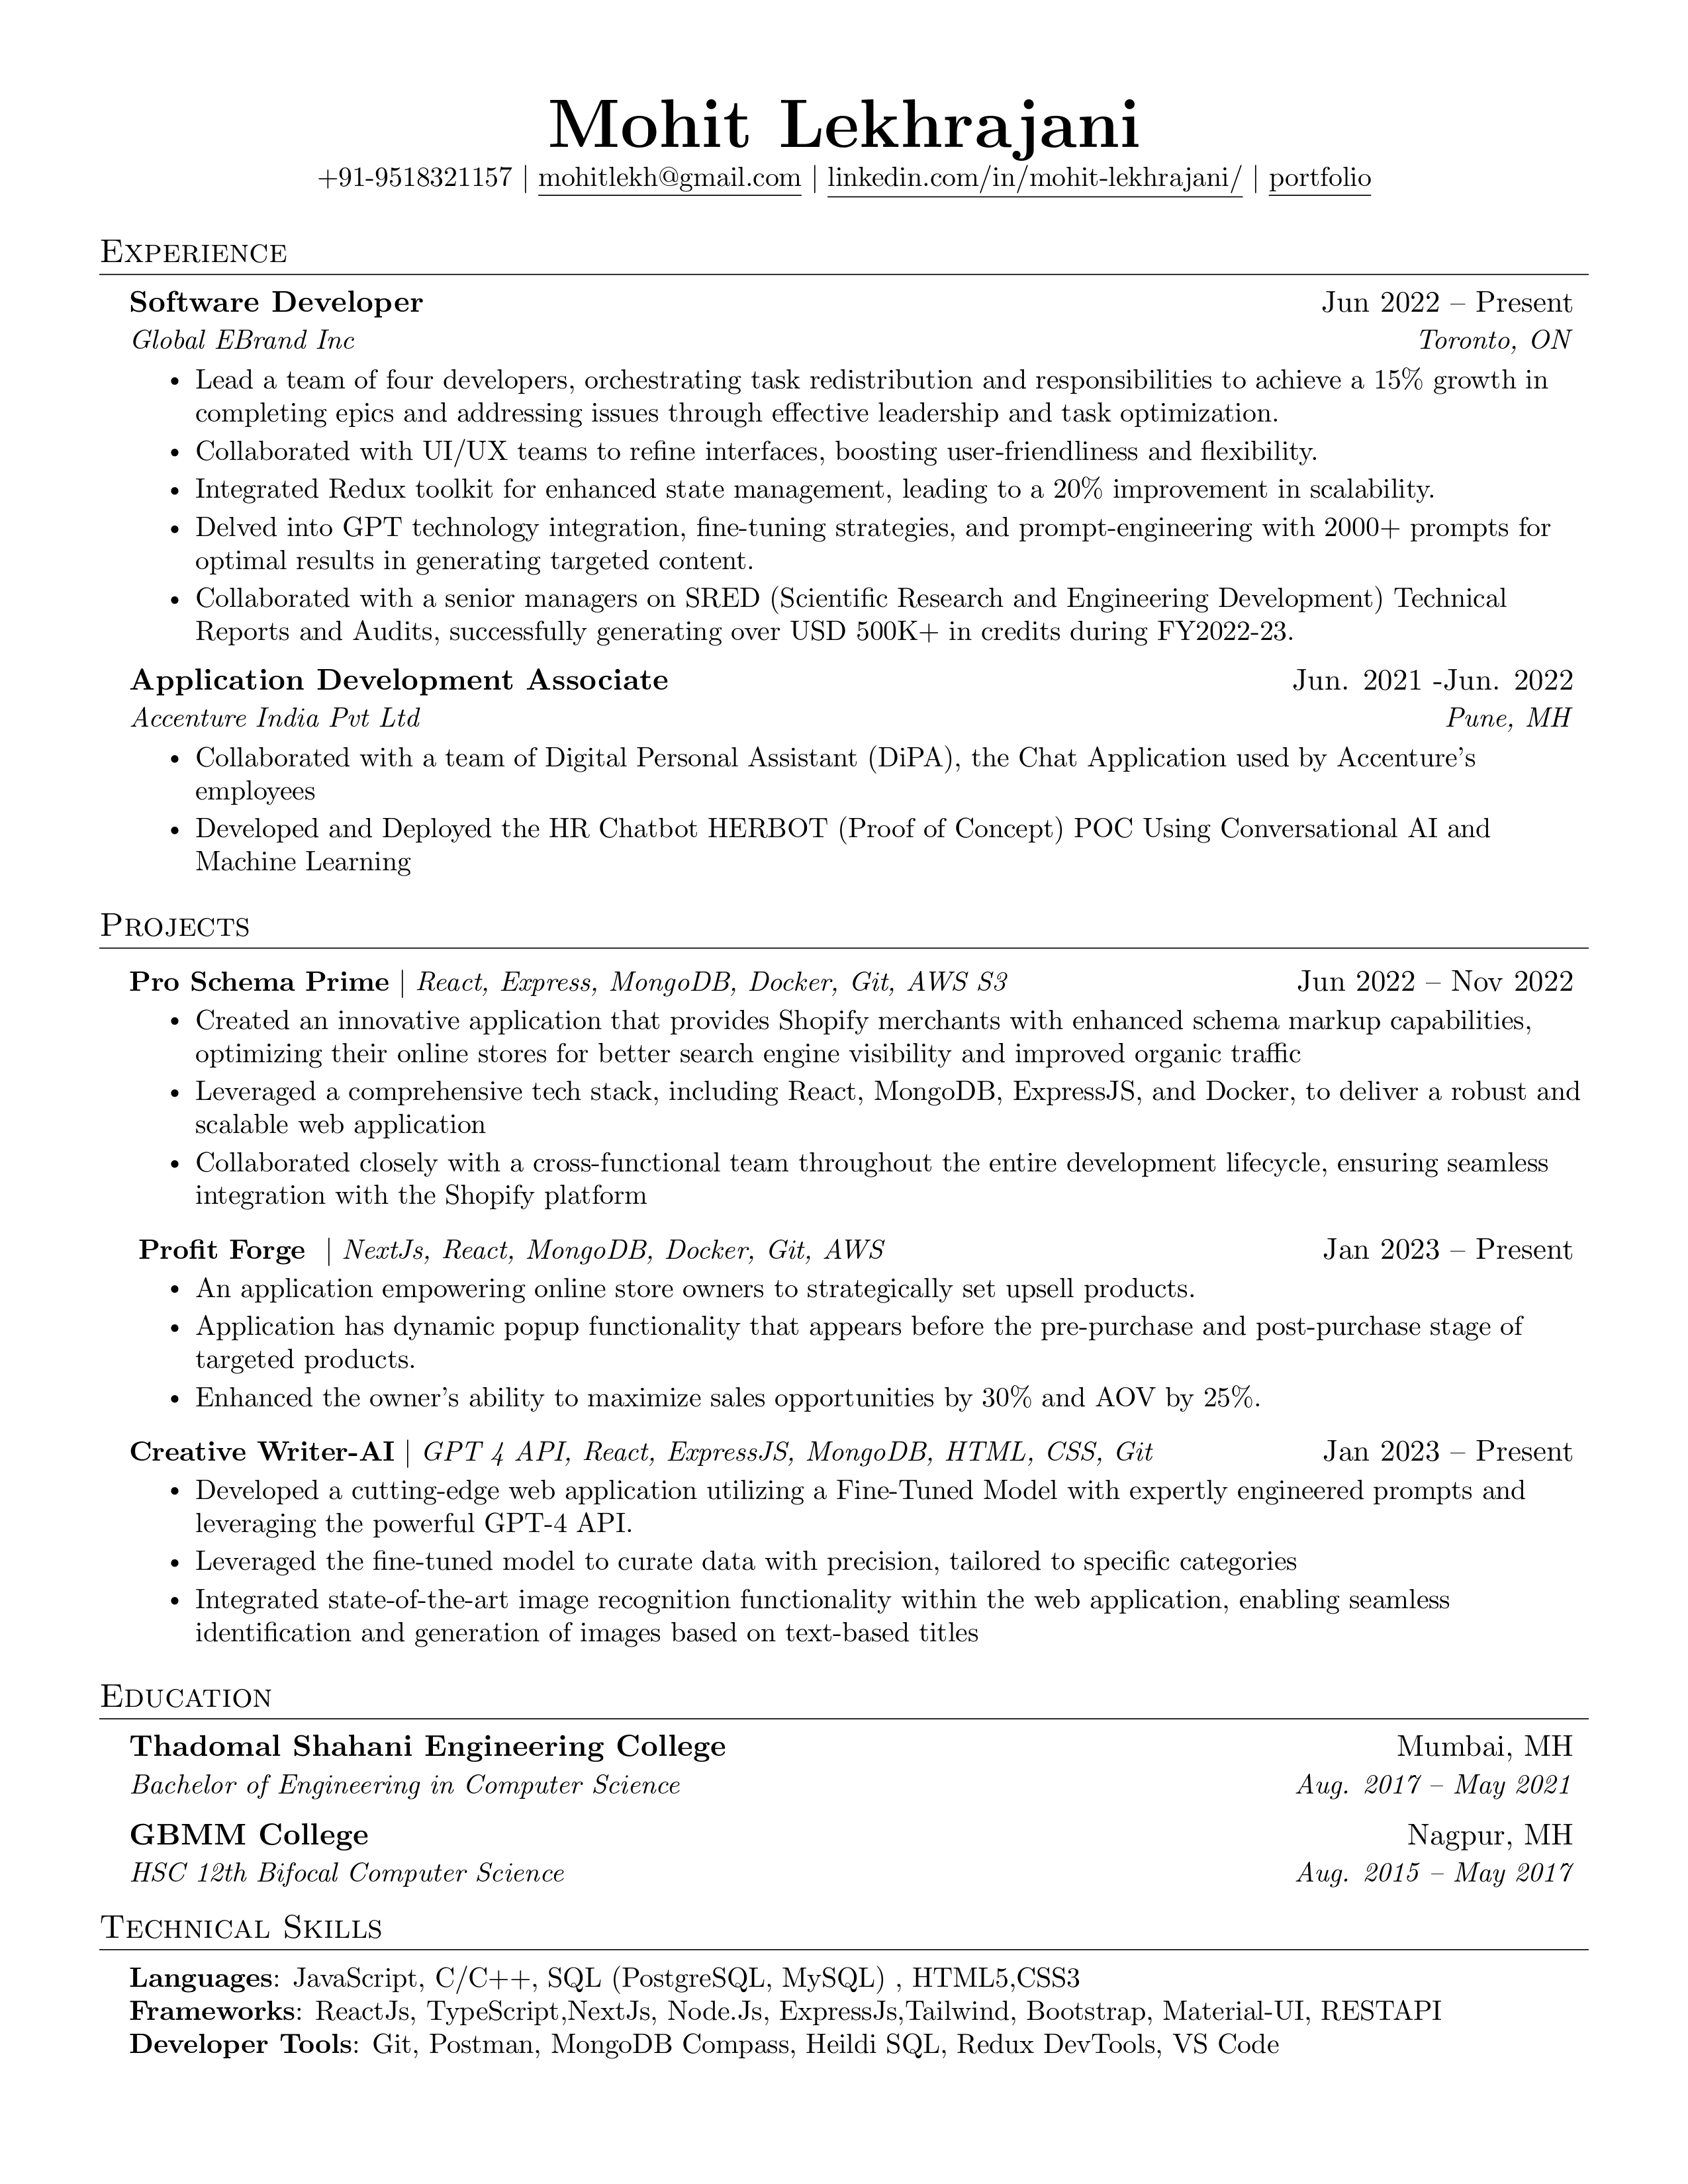 Mohit Lekhrajani
+91-9518321157 | mohitlekh@gmail.com | linkedin.com/in/mohit-lekhrajani/ | portfolio
Experience
Software Developer Jun 2022 – Present
Global EBrand Inc Toronto, ON
• Lead a team of four developers, orchestrating task redistribution and responsibilities to achieve a 15% growth in
completing epics and addressing issues through effective leadership and task optimization.
• Collaborated with UI/UX teams to refine interfaces, boosting user-friendliness and flexibility.
• Integrated Redux toolkit for enhanced state management, leading to a 20% improvement in scalability.
• Delved into GPT technology integration, fine-tuning strategies, and prompt-engineering with 2000+ prompts for
optimal results in generating targeted content.
• Collaborated with a senior managers on SRED (Scientific Research and Engineering Development) Technical
Reports and Audits, successfully generating over USD 500K+ in credits during FY2022-23.
Application Development Associate Jun. 2021 -Jun. 2022
Accenture India Pvt Ltd Pune, MH
• Collaborated with a team of Digital Personal Assistant (DiPA), the Chat Application used by Accenture's
employees
• Developed and Deployed the HR Chatbot HERBOT (Proof of Concept) POC Using Conversational AI and
Machine Learning
Projects
Pro Schema Prime | React, Express, MongoDB, Docker, Git, AWS S3 Jun 2022 – Nov 2022
• Created an innovative application that provides Shopify merchants with enhanced schema markup capabilities,
optimizing their online stores for better search engine visibility and improved organic traffic
• Leveraged a comprehensive tech stack, including React, MongoDB, ExpressJS, and Docker, to deliver a robust and
scalable web application
• Collaborated closely with a cross-functional team throughout the entire development lifecycle, ensuring seamless
integration with the Shopify platform
Profit Forge | NextJs, React, MongoDB, Docker, Git, AWS Jan 2023 – Present
• An application empowering online store owners to strategically set upsell products.
• Application has dynamic popup functionality that appears before the pre-purchase and post-purchase stage of
targeted products.
• Enhanced the owner's ability to maximize sales opportunities by 30% and AOV by 25%.
Creative Writer-AI | GPT 4 API, React, ExpressJS, MongoDB, HTML, CSS, Git Jan 2023 – Present
• Developed a cutting-edge web application utilizing a Fine-Tuned Model with expertly engineered prompts and
leveraging the powerful GPT-4 API.
• Leveraged the fine-tuned model to curate data with precision, tailored to specific categories
• Integrated state-of-the-art image recognition functionality within the web application, enabling seamless
identification and generation of images based on text-based titles
Education
Thadomal Shahani Engineering College Mumbai, MH
Bachelor of Engineering in Computer Science Aug. 2017 – May 2021
GBMM College Nagpur, MH
HSC 12th Bifocal Computer Science Aug. 2015 – May 2017
Technical Skills
Languages: JavaScript, C/C++, SQL (PostgreSQL, MySQL) , HTML5,CSS3
Frameworks: ReactJs, TypeScript,NextJs, Node.Js, ExpressJs,Tailwind, Bootstrap, Material-UI, RESTAPI
Developer Tools: Git, Postman, MongoDB Compass, Heildi SQL, Redux DevTools, VS Code